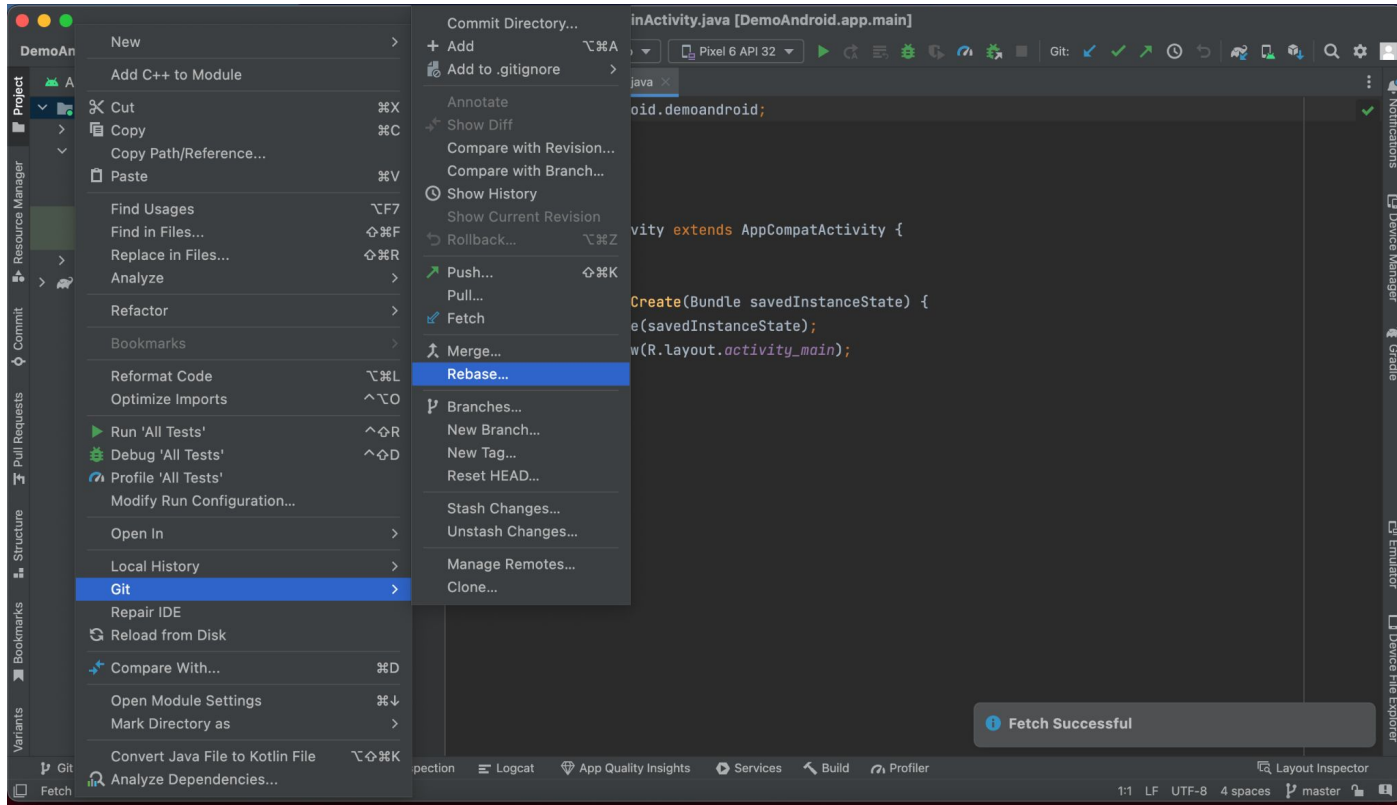 inActivity.java [DemoAndroid.app.main]
DemoAn
Pixel 6 API 32
Git:
java
New
Add C++ to Module
Cut ⌘X
Copy ⌘C
Copy Path/Reference...
Paste ⌘V
Find Usages ⌥F7
Find in Files... ⇧⌘F
Replace in Files... ⇧⌘R
Analyze
Refactor
Bookmarks
Reformat Code ⌥⌘L
Optimize Imports ^⌥O
Run 'All Tests' ^⇧R
Debug 'All Tests' ^⇧D
Profile 'All Tests'
Modify Run Configuration...
Open In
Local History
Git
Repair IDE
Reload from Disk
Compare With... ⌘D
Open Module Settings ⌘↓
Mark Directory as
Convert Java File to Kotlin File ⌥⇧⌘K
Analyze Dependencies...
Commit Directory...
+ Add ⌥⌘A
Add to .gitignore
Annotate
Show Diff
Compare with Revision...
Compare with Branch...
Show History
Show Current Revision
Rollback... ⌥⌘Z
Push... ⇧⌘K
Pull...
Fetch
Merge...
Rebase...
Branches...
New Branch...
New Tag...
Reset HEAD...
Stash Changes...
Unstash Changes...
Manage Remotes...
Clone...
oid.demoandroid;
vity extends AppCompatActivity {
Create(Bundle savedInstanceState) {
e(savedInstanceState);
w(R.layout.activity_main);
Project
Resource Manager
Commit
Pull Requests
Structure
Bookmarks
Variants
A
Notifications
Device Manager
Gradle
Emulator
Device File Explorer
Fetch Successful
Git
pection
Logcat
App Quality Insights
Services
Build
Profiler
Layout Inspector
Fetch
1:1 LF UTF-8 4 spaces master